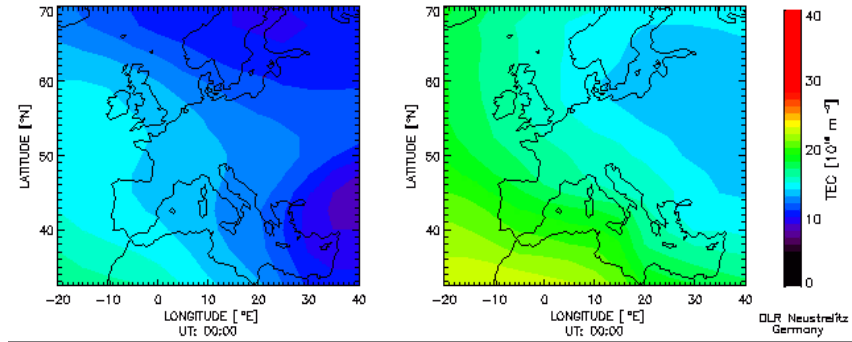 70
60
50
40
LATITUDE [°N]
-20 -10 0 10 20 30 40
LONGITUDE [°E]
UT: 00:00
70
60
50
40
LATITUDE [°N]
-20 -10 0 10 20 30 40
LONGITUDE [°E]
UT: 00:00
40
30
20
10
0
TEC [10¹⁶ m⁻²]
DLR Neustrelitz
Germany